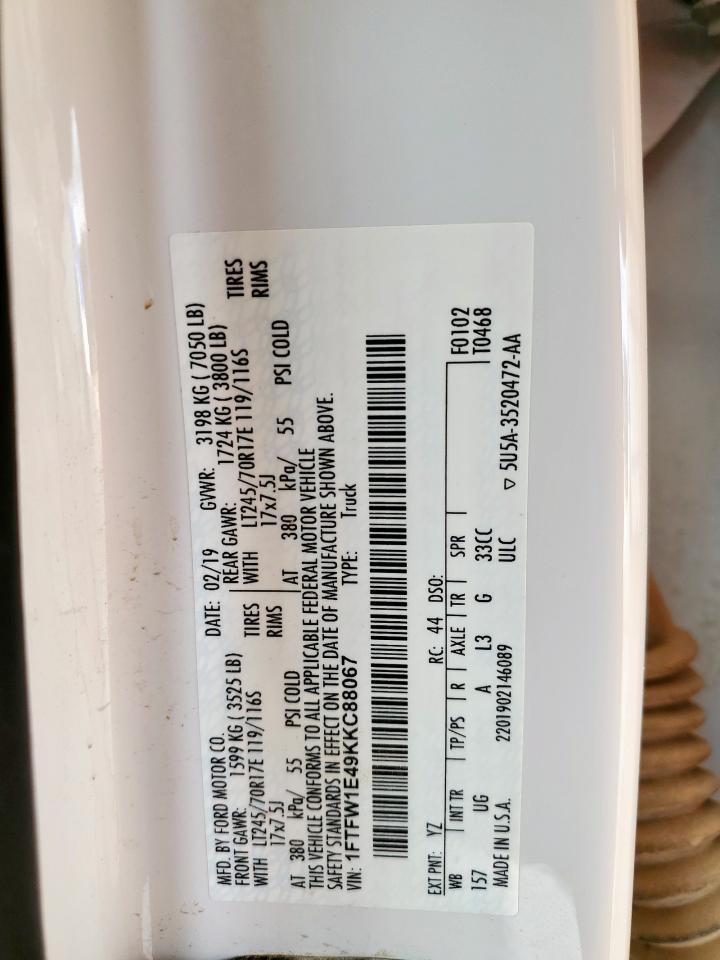 MFD. BY FORD MOTOR CO. DATE: 02/19 GVWR: 3198 KG ( 7050 LB)
FRONT GAWR: 1599 KG ( 3525 LB) REAR GAWR: 1724 KG ( 3800 LB)
WITH LT245/70R17E 119/116S TIRES WITH LT245/70R17E 119/116S TIRES
17x7.5J RIMS 17x7.5J RIMS
AT 380 kPa/ 55 PSI COLD AT 380 kPa/ 55 PSI COLD
THIS VEHICLE CONFORMS TO ALL APPLICABLE FEDERAL MOTOR VEHICLE
SAFETY STANDARDS IN EFFECT ON THE DATE OF MANUFACTURE SHOWN ABOVE.
VIN: 1FTFW1E49KKC88067 TYPE: Truck
EXT PNT: YZ RC: 44 DSO:
WB INT TR TP/PS R AXLE TR SPR F0102
157 UG A L3 G 33CC T0468
MADE IN U.S.A. 2201902146089 ULC ▽ 5U5A-3520472-AA